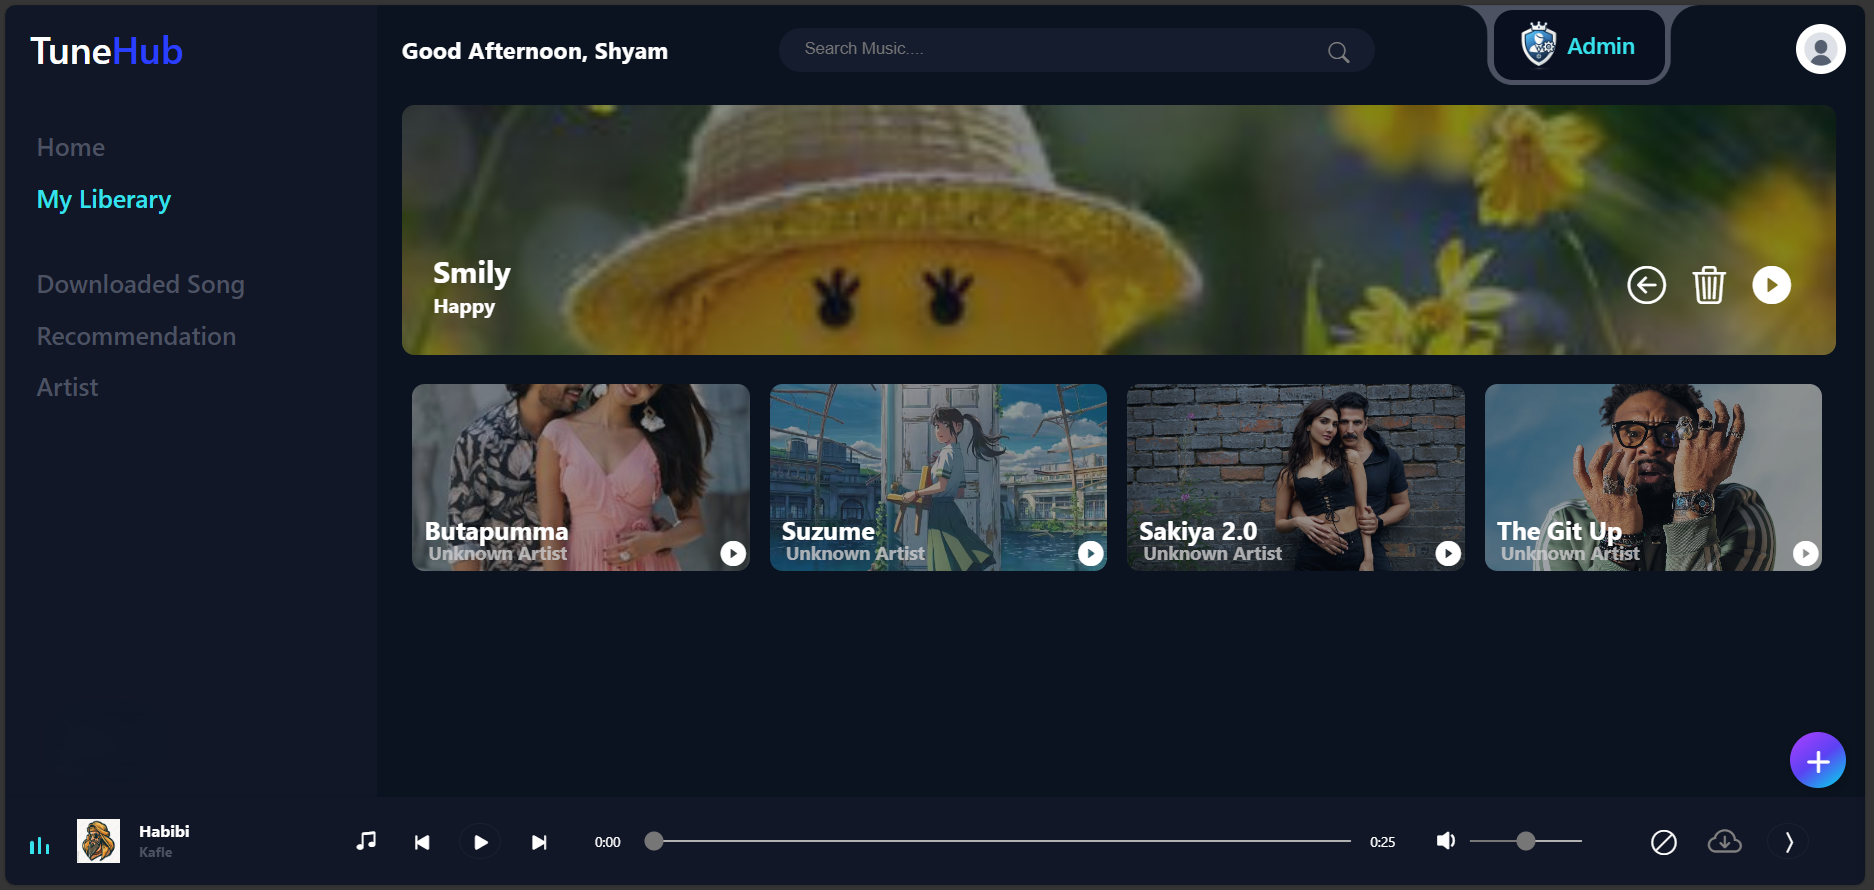 TuneHub
Good Afternoon, Shyam
Search Music....
Admin
Home
My Liberary
Downloaded Song
Recommendation
Artist
Smily
Happy
Butapumma
Unknown Artist
Suzume
Unknown Artist
Sakiya 2.0
Unknown Artist
The Git Up
Unknown Artist
Habibi
Kafle
0:00
0:25